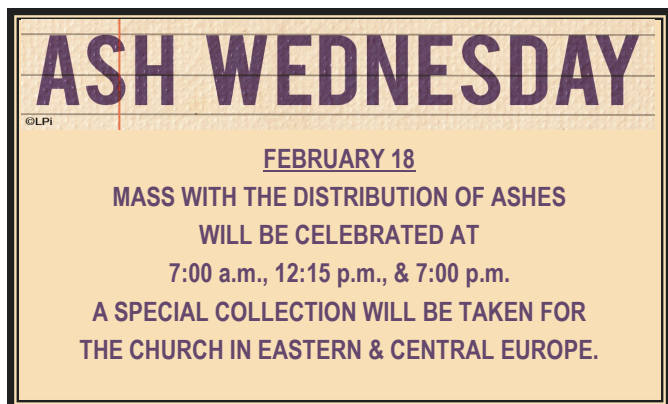 ASH WEDNESDAY
©LPi
FEBRUARY 18
MASS WITH THE DISTRIBUTION OF ASHES
WILL BE CELEBRATED AT
7:00 a.m., 12:15 p.m., & 7:00 p.m.
A SPECIAL COLLECTION WILL BE TAKEN FOR
THE CHURCH IN EASTERN & CENTRAL EUROPE.